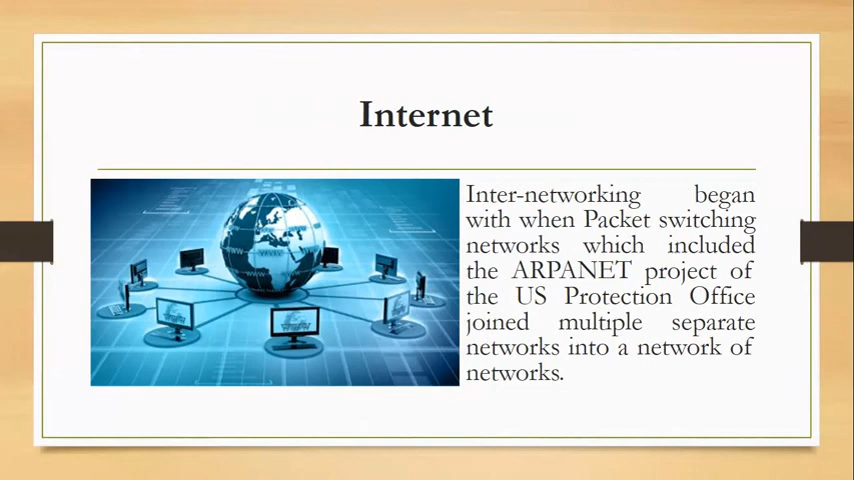 Internet
Inter-networking began
with when Packet switching
networks which included
the ARPANET project of
the US Protection Office
joined multiple separate
networks into a network of
networks.